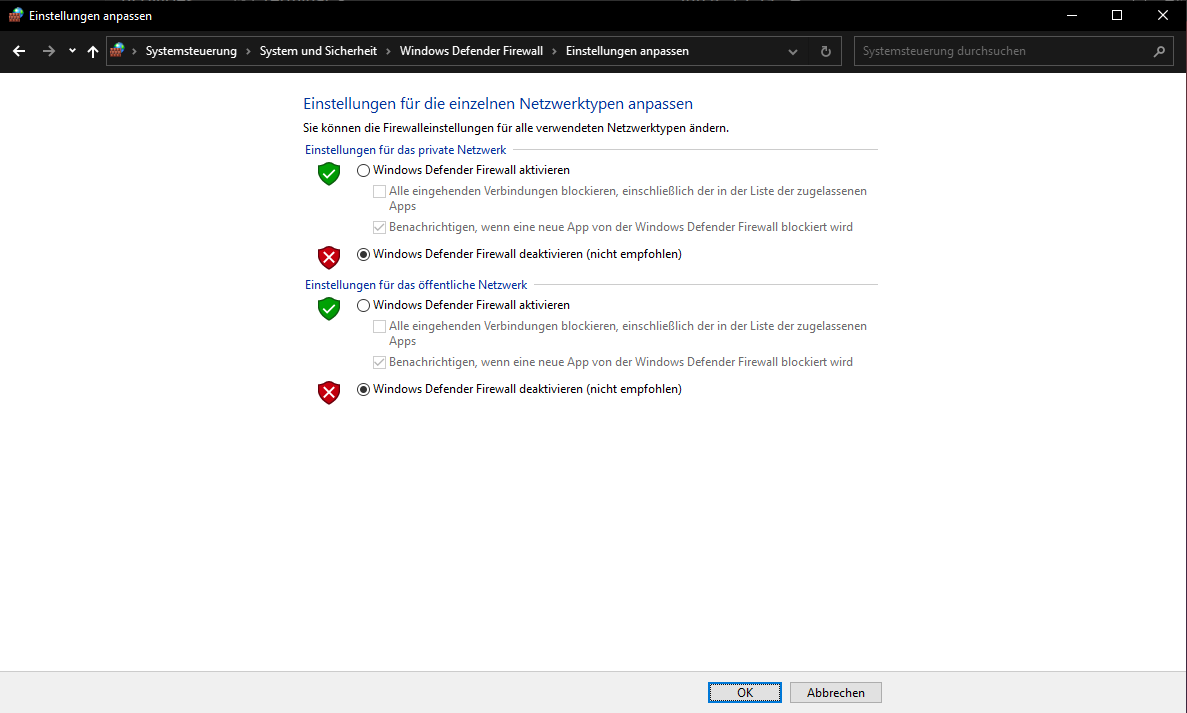 Einstellungen anpassen
Systemsteuerung > System und Sicherheit > Windows Defender Firewall > Einstellungen anpassen
Systemsteuerung durchsuchen
Einstellungen für die einzelnen Netzwerktypen anpassen
Sie können die Firewalleinstellungen für alle verwendeten Netzwerktypen ändern.
Einstellungen für das private Netzwerk
Windows Defender Firewall aktivieren
Alle eingehenden Verbindungen blockieren, einschließlich der in der Liste der zugelassenen
Apps
Benachrichtigen, wenn eine neue App von der Windows Defender Firewall blockiert wird
Windows Defender Firewall deaktivieren (nicht empfohlen)
Einstellungen für das öffentliche Netzwerk
Windows Defender Firewall aktivieren
Alle eingehenden Verbindungen blockieren, einschließlich der in der Liste der zugelassenen
Apps
Benachrichtigen, wenn eine neue App von der Windows Defender Firewall blockiert wird
Windows Defender Firewall deaktivieren (nicht empfohlen)
OK
Abbrechen